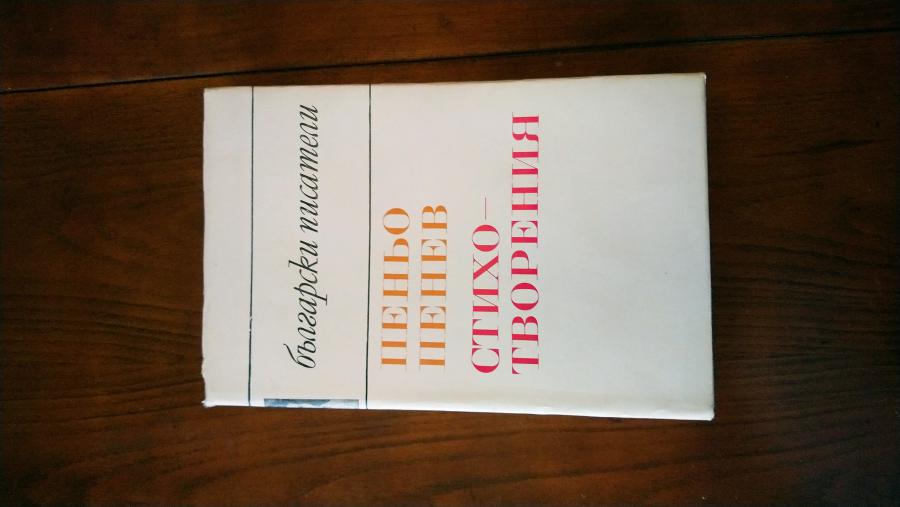 български писатели
ПЕНЬО
ПЕНЕВ
СТИХО—
ТВОРЕНИЯ